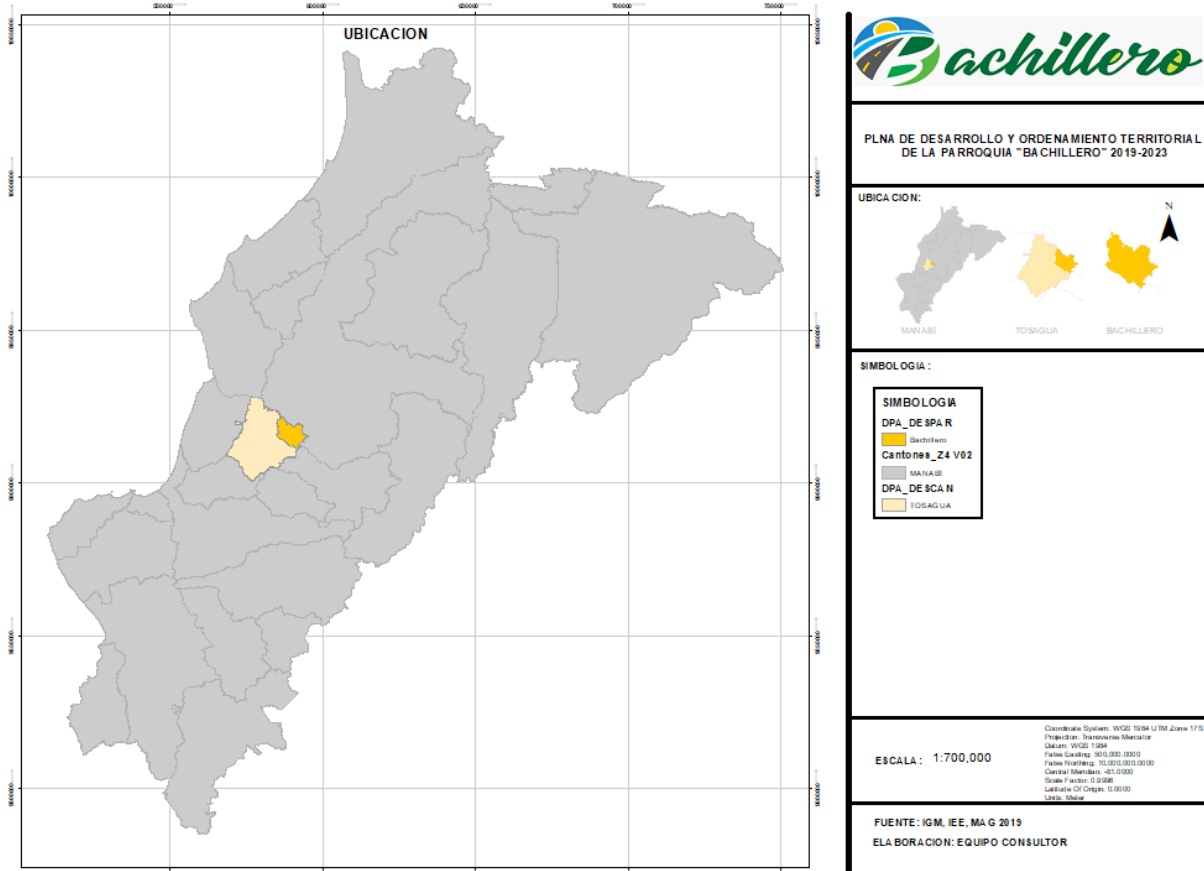 UBICACION
Bachillero
PLNA DE DESARROLLO Y ORDENAMIENTO TERRITORIAL
DE LA PARROQUIA "BACHILLERO" 2019-2023
UBICACION:
N
MANABÍ
TOSAGUA
BACHILLERO
SIMBOLOGIA:
SIMBOLOGIA
DPA_DESPAR
Bachillero
Cantones_Z4 V02
MANABI
DPA_DESCAN
TOSAGUA
ESCALA: 1:700,000
Coordinate System: WGS 1984 UTM Zone 17S
Projection: Transverse Mercator
Datum: WGS 1984
False Easting: 500,000.0000
False Northing: 10,000,000.0000
Central Meridian: -81.0000
Scale Factor: 0.9996
Latitude Of Origin: 0.0000
Units: Meter
FUENTE: IGM, IEE, MAG 2019
ELABORACION: EQUIPO CONSULTOR